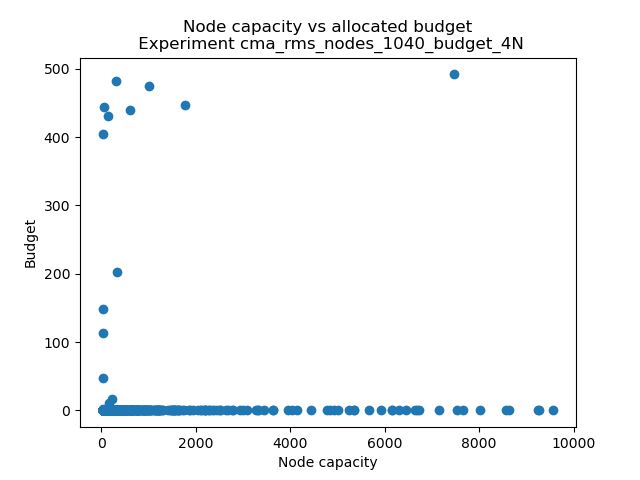 Node capacity vs allocated budget
Experiment cma_rms_nodes_1040_budget_4N
500
400
300
200
100
0
Budget
0 2000 4000 6000 8000 10000
Node capacity